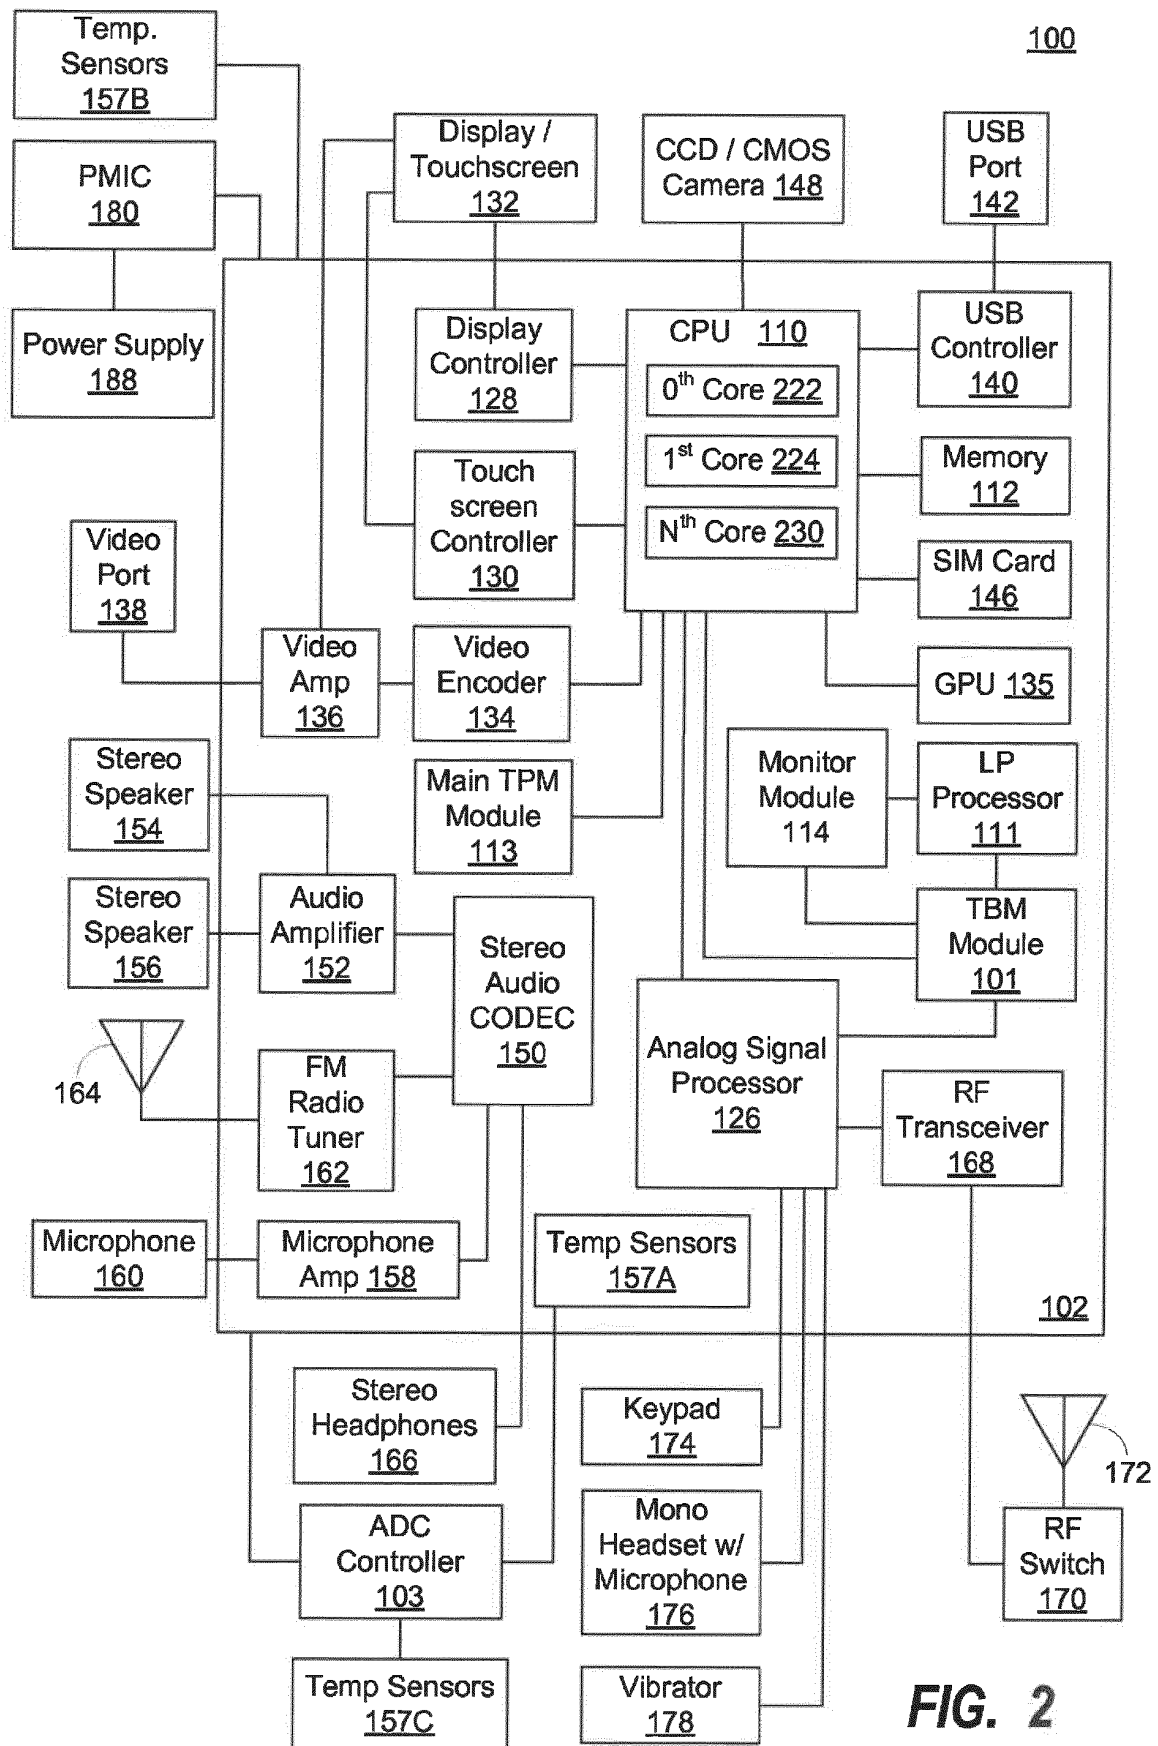 100
Temp.
Sensors
157B
PMIC
180
Power Supply
188
Display /
Touchscreen
132
CCD / CMOS
Camera 148
USB
Port
142
Display
Controller
128
CPU 110
0th Core 222
1st Core 224
Nth Core 230
USB
Controller
140
Touch
screen
Controller
130
Memory
112
SIM Card
146
Video
Port
138
Video
Amp
136
Video
Encoder
134
GPU 135
Stereo
Speaker
154
Main TPM
Module
113
Monitor
Module
114
LP
Processor
111
Stereo
Speaker
156
Audio
Amplifier
152
Stereo
Audio
CODEC
150
TBM
Module
101
164
FM
Radio
Tuner
162
Analog Signal
Processor
126
RF
Transceiver
168
Microphone
160
Microphone
Amp 158
Temp Sensors
157A
102
Stereo
Headphones
166
Keypad
174
172
ADC
Controller
103
Mono
Headset w/
Microphone
176
RF
Switch
170
Temp Sensors
157C
Vibrator
178
FIG. 2